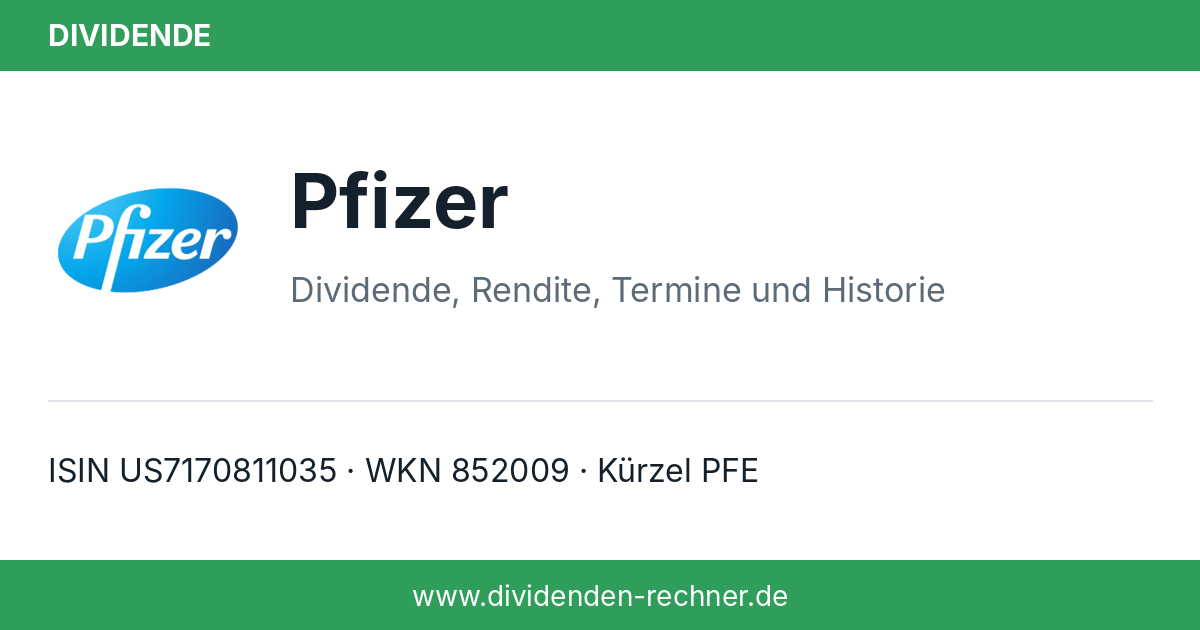 DIVIDENDE
Pfizer
Pfizer
Dividende, Rendite, Termine und Historie
ISIN US7170811035 · WKN 852009 · Kürzel PFE
www.dividenden-rechner.de